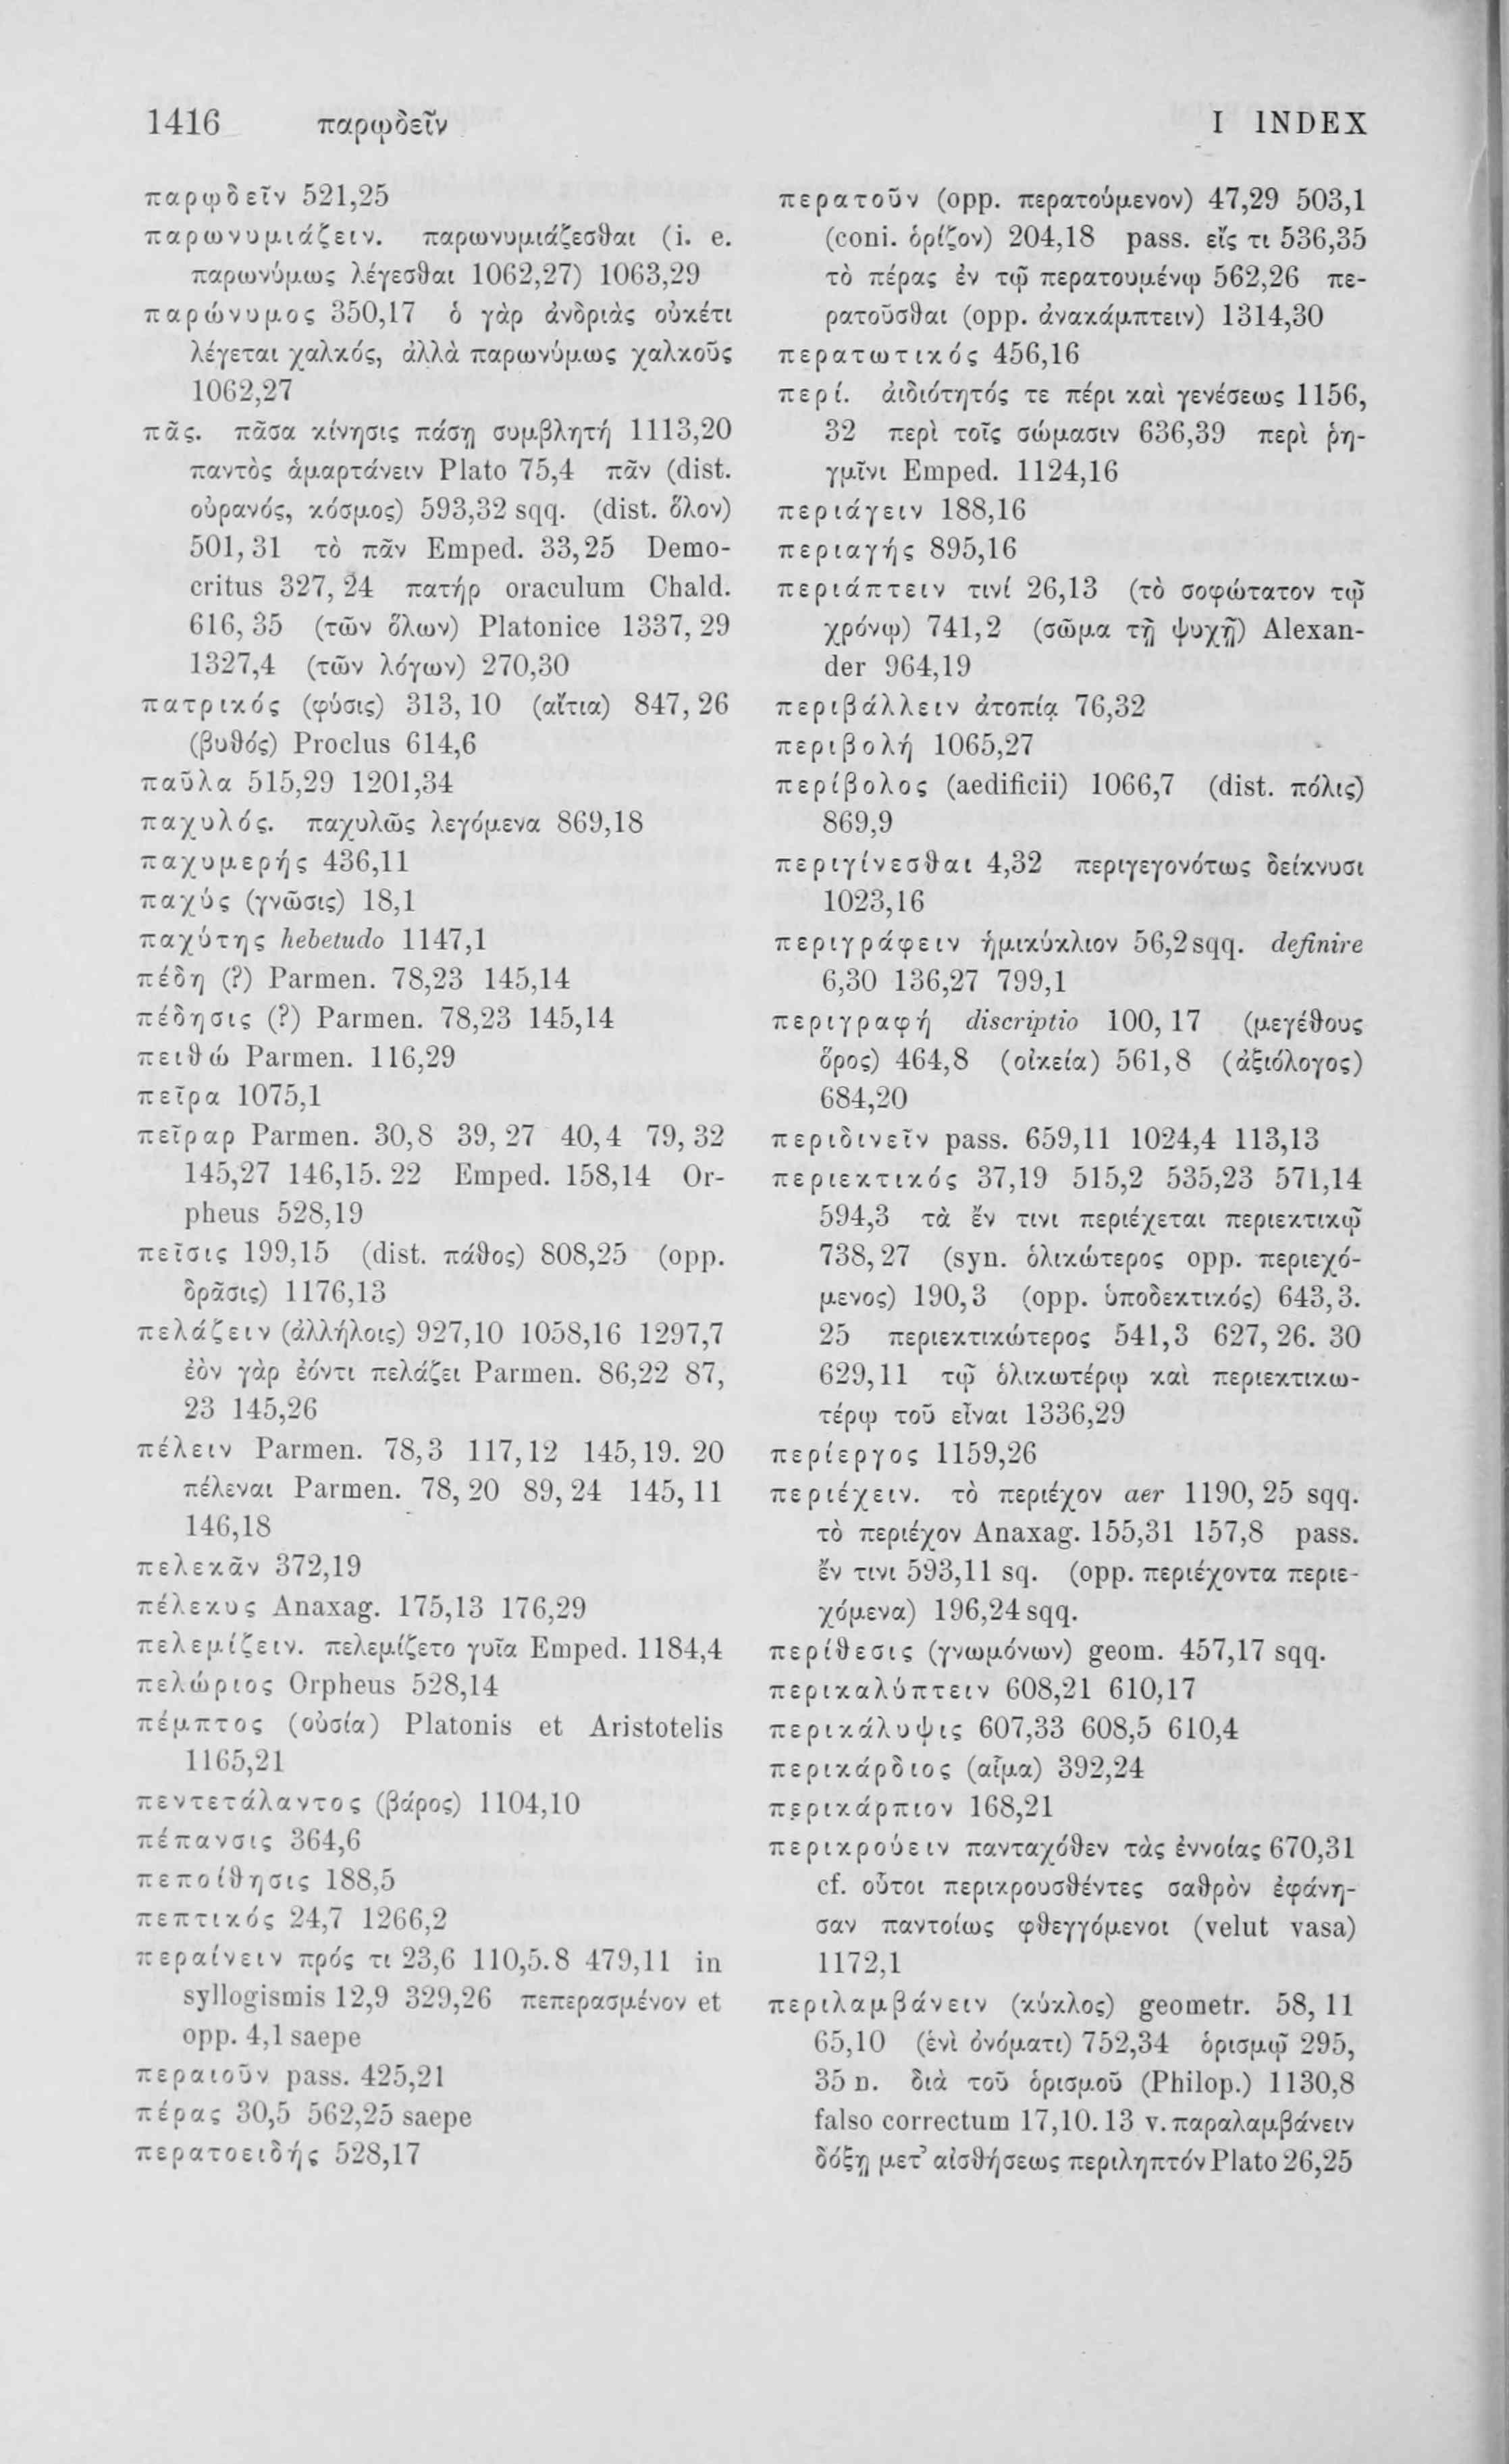 1416 παρῳδεῖν I INDEX
παρῳδεῖν 521,25
παρωνυμιάζειν. παρωνυμιάζεσθαι (i. e.
παρωνύμως λέγεσθαι 1062,27) 1063,29
παρώνυμος 350,17 ὁ γὰρ ἀνδριὰς οὐκέτι
λέγεται χαλκός, ἀλλὰ παρωνύμως χαλκοῦς
1062,27
πᾶς. πᾶσα κίνησις πάσῃ συμβλητή 1113,20
παντὸς ἁμαρτάνειν Plato 75,4 πᾶν (dist.
οὐρανός, κόσμος) 593,32 sqq. (dist. ὅλον)
501,31 τὸ πᾶν Emped. 33,25 Demo-
critus 327, 24 πατήρ oraculum Chald.
616, 35 (τῶν ὅλων) Platonice 1337, 29
1327,4 (τῶν λόγων) 270,30
πατρικός (φύσις) 313, 10 (αἴτια) 847, 26
(βυθός) Proclus 614,6
παῦλα 515,29 1201,34
παχυλός. παχυλῶς λεγόμενα 869,18
παχυμερής 436,11
παχύς (γνῶσις) 18,1
παχύτης hebetudo 1147,1
πέδη (?) Parmen. 78,23 145,14
πέδησις (?) Parmen. 78,23 145,14
πειθώ Parmen. 116,29
πεῖρα 1075,1
πεῖραρ Parmen. 30,8 39, 27 40,4 79, 32
145,27 146,15. 22 Emped. 158,14 Or-
pheus 528,19
πεῖσις 199,15 (dist. πάθος) 808,25 (opp.
δρᾶσις) 1176,13
πελάζειν (ἀλλήλοις) 927,10 1058,16 1297,7
ἐὸν γὰρ ἐόντι πελάζει Parmen. 86,22 87,
23 145,26
πέλειν Parmen. 78,3 117,12 145,19. 20
πέλεναι Parmen. 78, 20 89, 24 145, 11
146,18
πελεκᾶν 372,19
πέλεκυς Anaxag. 175,13 176,29
πελεμίζειν. πελεμίζετο γυῖα Emped. 1184,4
πελώριος Orpheus 528,14
πέμπτος (οὐσία) Platonis et Aristotelis
1165,21
πεντετάλαντος (βάρος) 1104,10
πέπανσις 364,6
πεποίθησις 188,5
πεπτικός 24,7 1266,2
περαίνειν πρός τι 23,6 110,5.8 479,11 in
syllogismis 12,9 329,26 πεπερασμένον et
opp. 4,1 saepe
περαιοῦν pass. 425,21
πέρας 30,5 562,25 saepe
περατοειδής 528,17
περατοῦν (opp. περατούμενον) 47,29 503,1
(coni. ὁρίζον) 204,18 pass. εἴς τι 536,35
τὸ πέρας ἐν τῷ περατουμένῳ 562,26 πε-
ρατοῦσθαι (opp. ἀνακάμπτειν) 1314,30
περατωτικός 456,16
περί. ἀιδιότητός τε πέρι καὶ γενέσεως 1156,
32 περὶ τοῖς σώμασιν 636,39 περὶ ῥη-
γμῖνι Emped. 1124,16
περιάγειν 188,16
περιαγής 895,16
περιάπτειν τινί 26,13 (τὸ σοφώτατον τῷ
χρόνῳ) 741,2 (σῶμα τῇ ψυχῇ) Alexan-
der 964,19
περιβάλλειν ἀτοπίᾳ 76,32
περιβολή 1065,27
περίβολος (aedificii) 1066,7 (dist. πόλις)
869,9
περιγίνεσθαι 4,32 περιγεγονότως δείκνυσι
1023,16
περιγράφειν ἡμικύκλιον 56,2 sqq. definire
6,30 136,27 799,1
περιγραφή discriptio 100, 17 (μεγέθους
ὅρος) 464,8 (οἰκεία) 561,8 (ἀξιόλογος)
684,20
περιδινεῖν pass. 659,11 1024,4 113,13
περιεκτικός 37,19 515,2 535,23 571,14
594,3 τὰ ἔν τινι περιέχεται περιεκτικῷ
738, 27 (syn. ὁλικώτερος opp. περιεχό-
μενος) 190,3 (opp. ὑποδεκτικός) 643,3.
25 περιεκτικώτερος 541,3 627, 26. 30
629,11 τῷ ὁλικωτέρῳ καὶ περιεκτικω-
τέρῳ τοῦ εἶναι 1336,29
περίεργος 1159,26
περιέχειν. τὸ περιέχον aer 1190, 25 sqq.
τὸ περιέχον Anaxag. 155,31 157,8 pass.
ἔν τινι 593,11 sq. (opp. περιέχοντα περιε-
χόμενα) 196,24 sqq.
περίθεσις (γνωμόνων) geom. 457,17 sqq.
περικαλύπτειν 608,21 610,17
περικάλυψις 607,33 608,5 610,4
περικάρδιος (αἷμα) 392,24
περικάρπιον 168,21
περικρούειν πανταχόθεν τὰς ἐννοίας 670,31
cf. οὗτοι περικρουσθέντες σαθρὸν ἐφάνη-
σαν παντοίως φθεγγόμενοι (velut vasa)
1172,1
περιλαμβάνειν (κύκλος) geometr. 58, 11
65,10 (ἑνὶ ὀνόματι) 752,34 ὁρισμῷ 295,
35 n. διὰ τοῦ ὁρισμοῦ (Philop.) 1130,8
falso correctum 17,10. 13 v. παραλαμβάνειν
δόξῃ μετ᾽ αἰσθήσεως περιληπτόν Plato 26,25